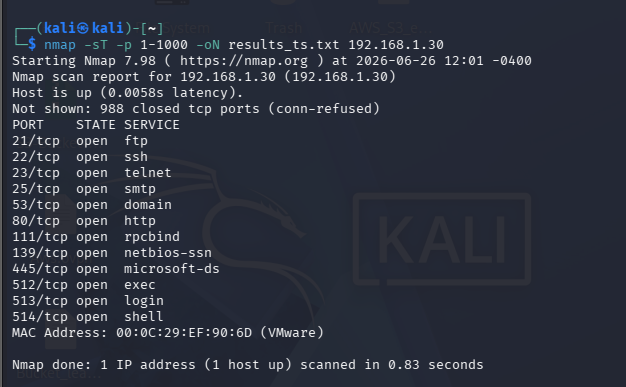 System Trash AWS_S3_e
┌──(kali㉿kali)-[~]
└─$ nmap -sT -p 1-1000 -oN results_ts.txt 192.168.1.30
Starting Nmap 7.98 ( https://nmap.org ) at 2026-06-26 12:01 -0400
Nmap scan report for 192.168.1.30 (192.168.1.30)
Host is up (0.0058s latency).
Not shown: 988 closed tcp ports (conn-refused)
PORT    STATE SERVICE
21/tcp  open  ftp
22/tcp  open  ssh
23/tcp  open  telnet
25/tcp  open  smtp
53/tcp  open  domain
80/tcp  open  http
111/tcp open  rpcbind
139/tcp open  netbios-ssn
445/tcp open  microsoft-ds
512/tcp open  exec
513/tcp open  login
514/tcp open  shell
MAC Address: 00:0C:29:EF:90:6D (VMware)
KALI
Nmap done: 1 IP address (1 host up) scanned in 0.83 seconds